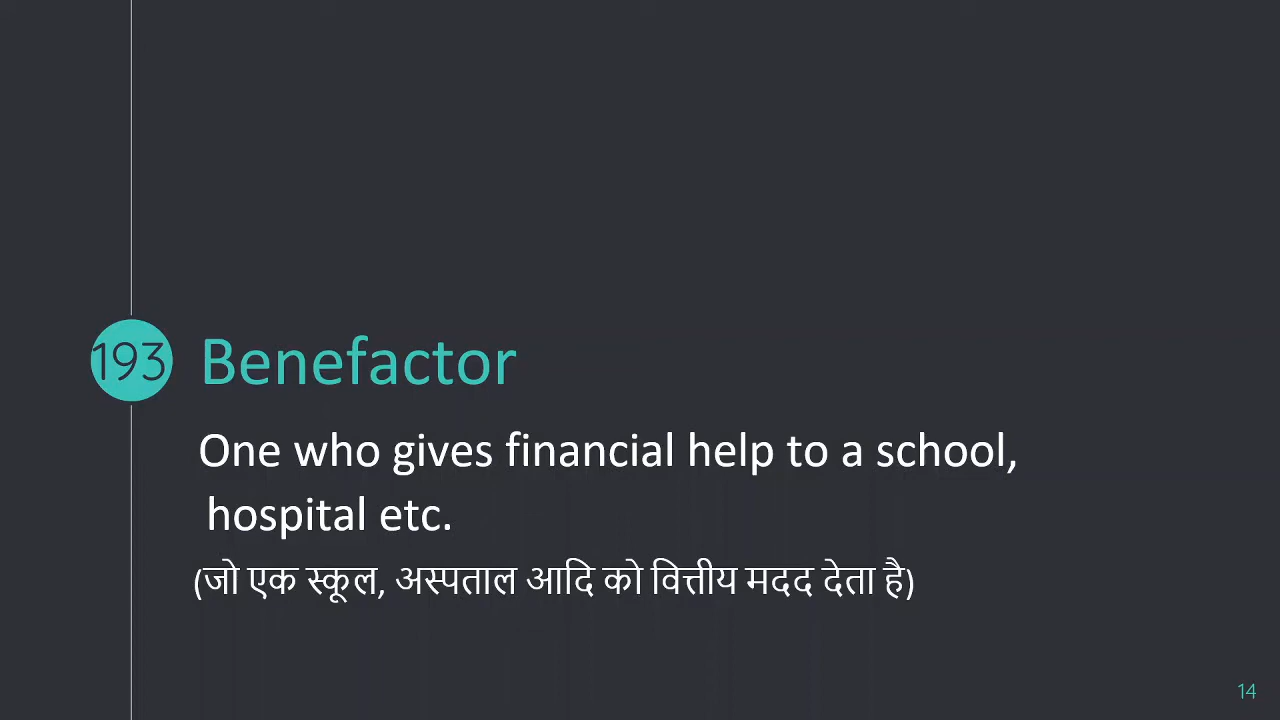 193 Benefactor
One who gives financial help to a school,
hospital etc.
(जो एक स्कूल, अस्पताल आदि को वित्तीय मदद देता है)
14